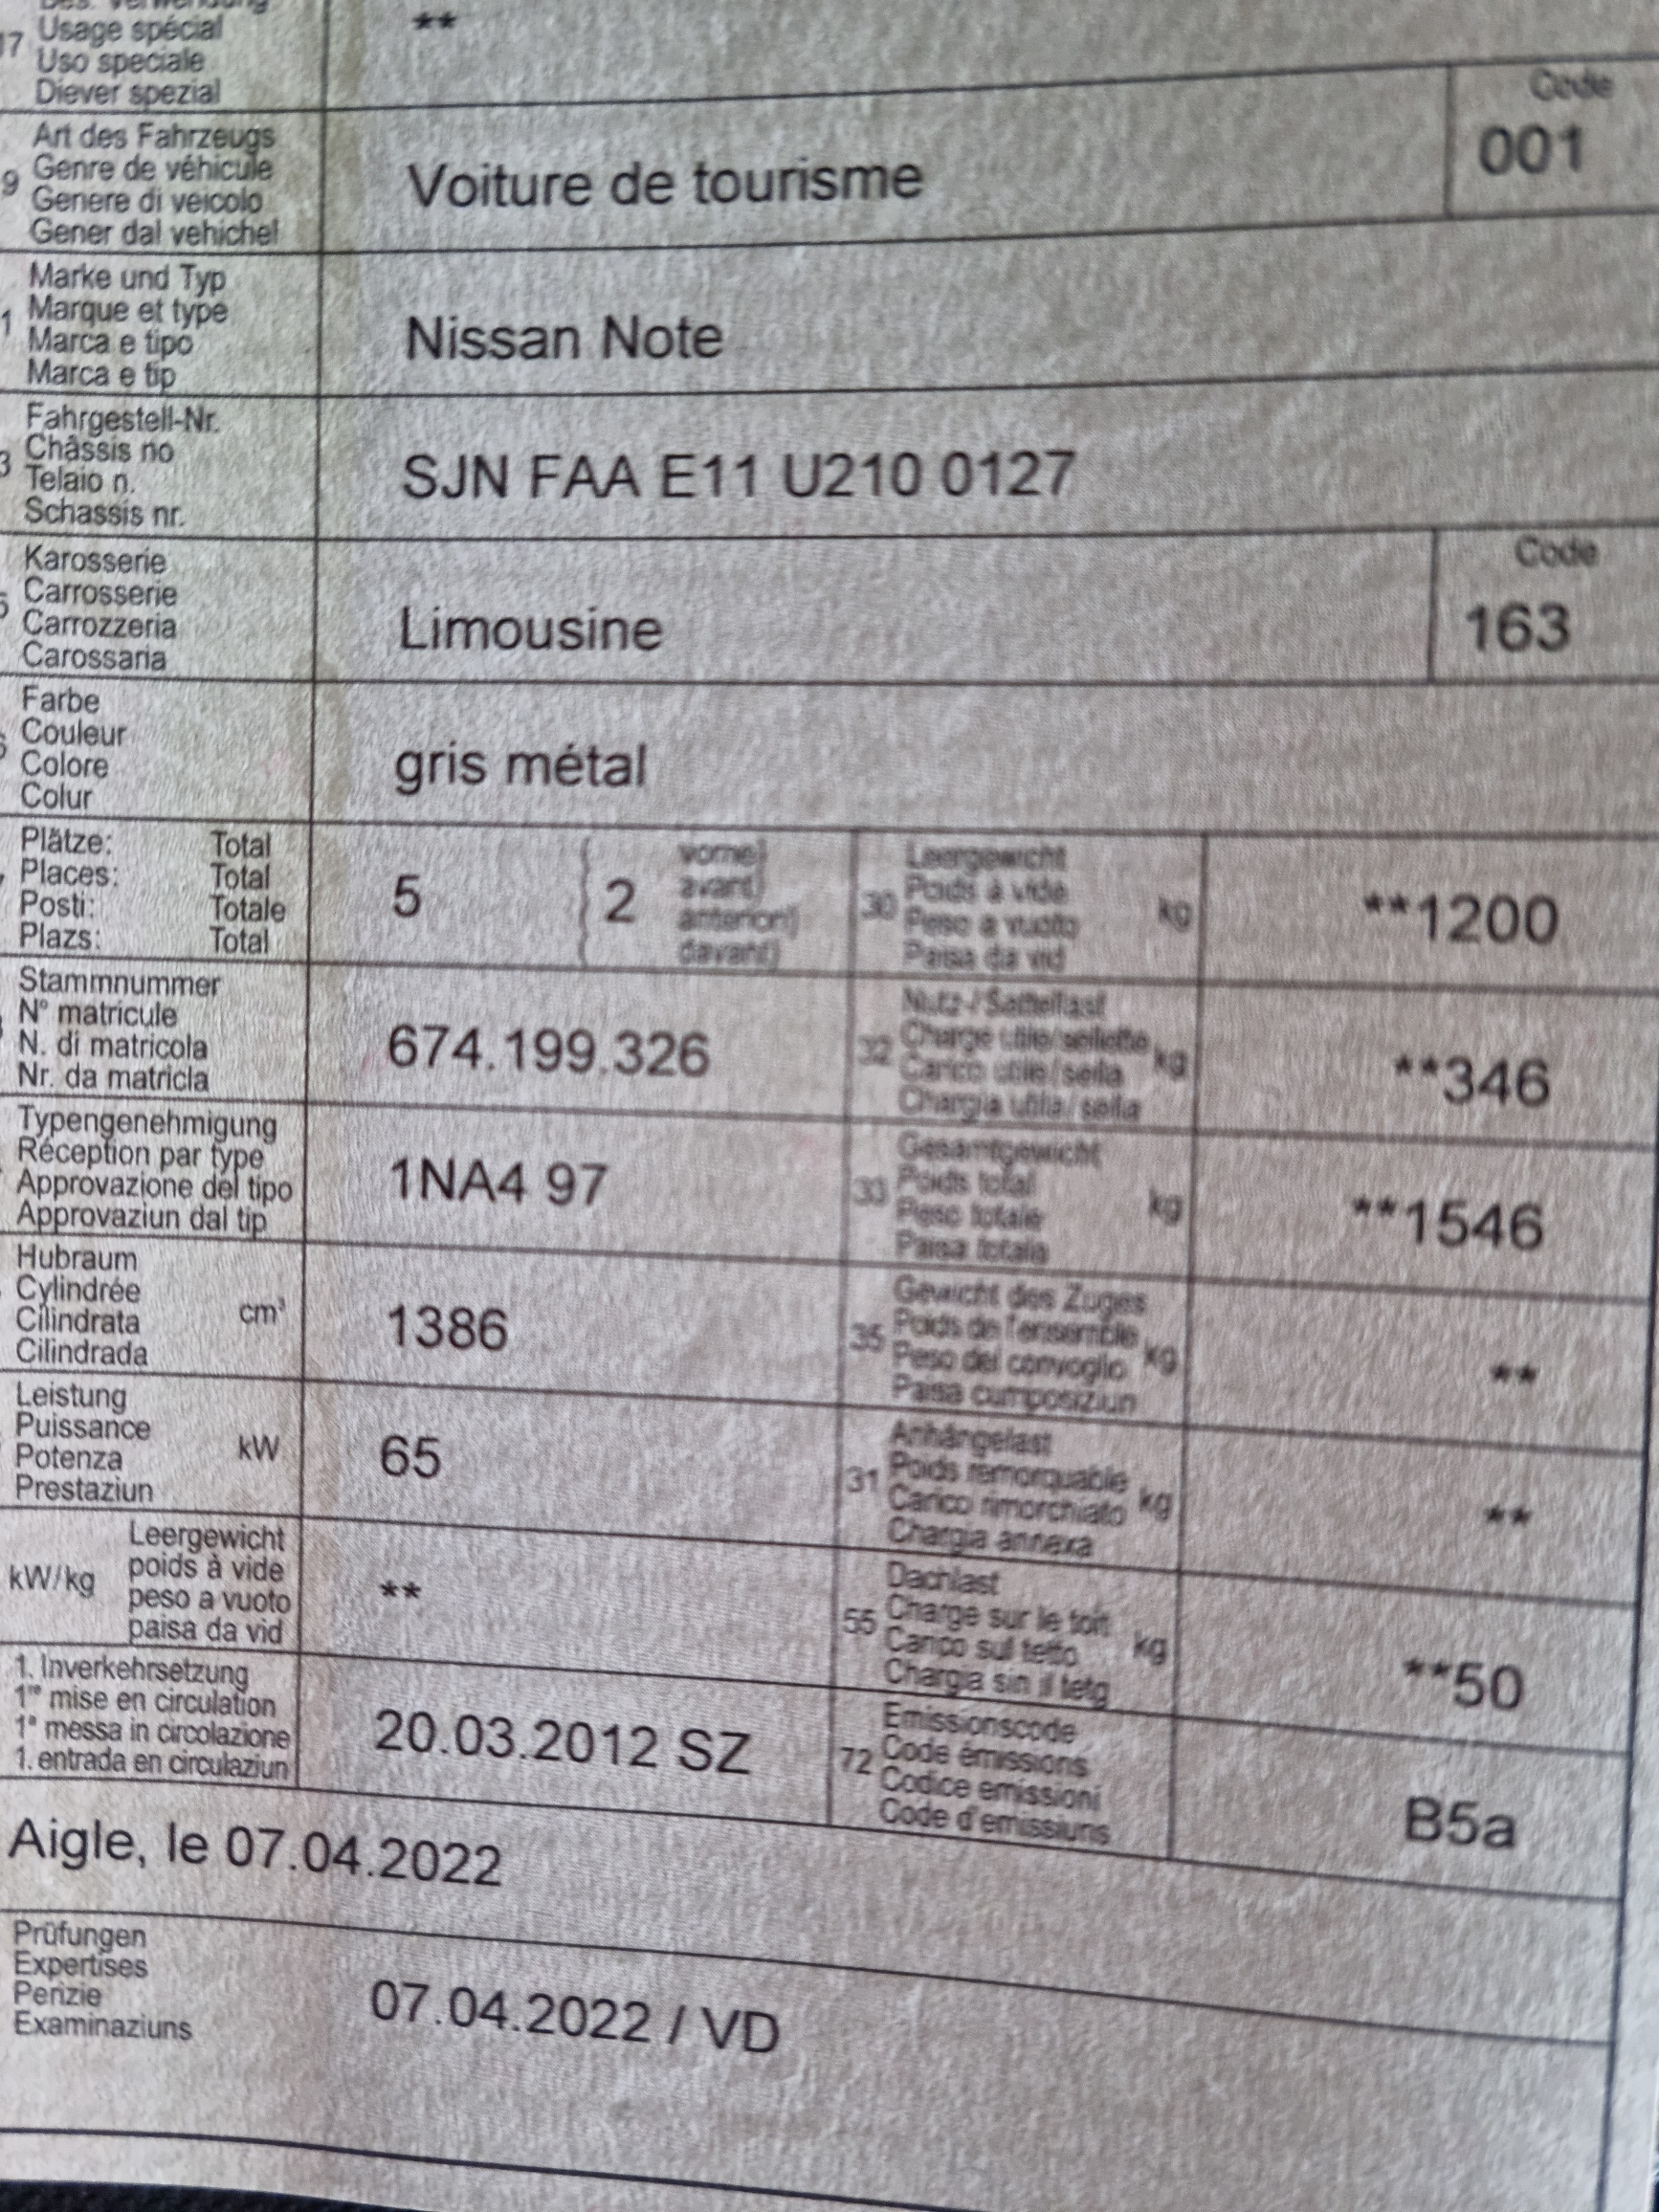 17 Usage spécial **
Uso speciale
Diever spezial
Art des Fahrzeugs
Code
9 Genre de véhicule
Genere di veicolo
Gener dal vehichel
Voiture de tourisme
001
Marke und Typ
1 Marque et type
Marca e tipo
Marca e tip
Nissan Note
Fahrgestell-Nr.
3 Châssis no
Telaio n.
Schassis nr.
SJN FAA E11 U210 0127
Karosserie
Code
5 Carrosserie
Carrozzeria
Carossaria
Limousine
163
Farbe
6 Couleur
Colore
Colur
gris métal
Plätze: Total
Places: Total
Posti: Totale
Plazs: Total
5
2
vorne)
avant)
anteriori)
davant)
Leergewicht
30 Poids à vide kg
Peso a vuoto
Paisa da vid
**1200
Stammnummer
N° matricule
N. di matricola
Nr. da matricla
674.199.326
Nutz-/Sattellast
32 Charge utile/sellette kg
Carico utile/sella
Chargia utila/sella
**346
Typengenehmigung
Réception par type
Approvazione del tipo
Approvaziun dal tip
1NA4 97
Gesamtgewicht
33 Poids total kg
Peso totale
Paisa totala
**1546
Hubraum
Cylindrée cm³
Cilindrata
Cilindrada
1386
Gewicht des Zuges
35 Poids de l'ensemble kg
Peso del convoglio
Paisa cumposiziun
**
Leistung
Puissance kW
Potenza
Prestaziun
65
Anhängelast
31 Poids remorquable kg
Carico rimorchiato
Chargia annexa
**
Leergewicht
kW/kg poids à vide
peso a vuoto
paisa da vid
**
Dachlast
55 Charge sur le toit kg
Carico sul tetto
Chargia sin il tetg
**50
1. Inverkehrsetzung
1re mise en circulation
1a messa in circolazione
1. entrada en circulaziun
20.03.2012 SZ
Emissionscode
72 Code émissions
Codice emissioni
Code d'emissiuns
B5a
Aigle, le 07.04.2022
Prüfungen
Expertises
Perizie
Examinaziuns
07.04.2022 / VD